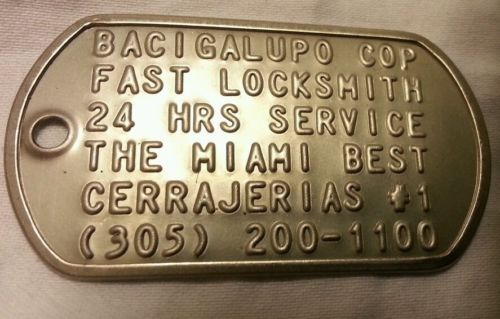 BACIGALUPO COP
FAST LOCKSMITH
24 HRS SERVICE
THE MIAMI BEST
CERRAJERIAS #1
(305) 200-1100